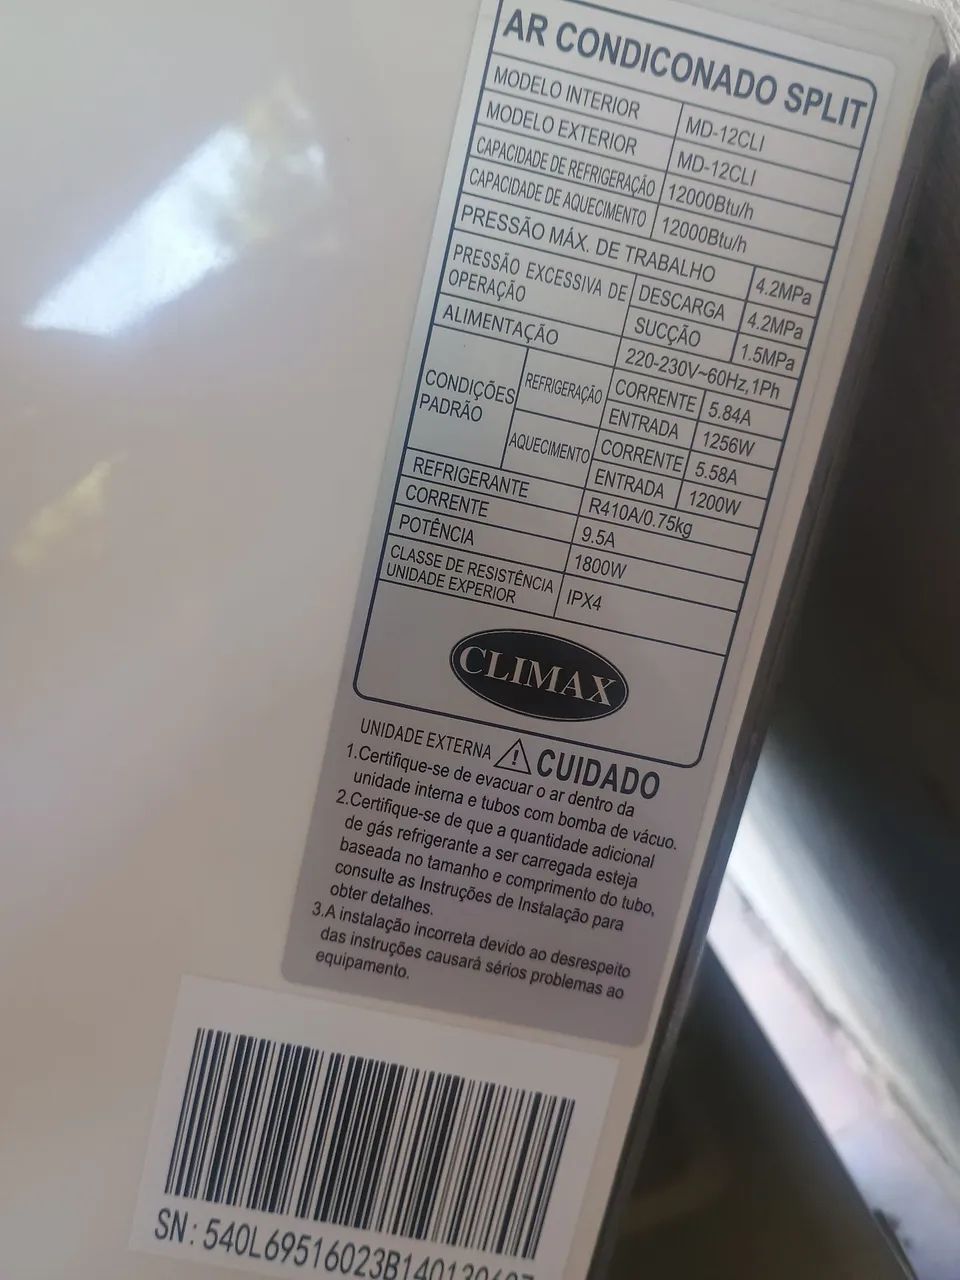 AR CONDICONADO SPLIT
MODELO INTERIOR MD-12CLI
MODELO EXTERIOR MD-12CLI
CAPACIDADE DE REFRIGERAÇÃO 12000Btu/h
CAPACIDADE DE AQUECIMENTO 12000Btu/h
PRESSÃO MÁX. DE TRABALHO 4.2MPa
PRESSÃO EXCESSIVA DE OPERAÇÃO DESCARGA 4.2MPa
SUCÇÃO 1.5MPa
ALIMENTAÇÃO 220-230V~60Hz,1Ph
CONDIÇÕES PADRÃO REFRIGERAÇÃO CORRENTE 5.84A
ENTRADA 1256W
AQUECIMENTO CORRENTE 5.58A
ENTRADA 1200W
REFRIGERANTE R410A/0.75kg
CORRENTE 9.5A
POTÊNCIA 1800W
CLASSE DE RESISTÊNCIA UNIDADE EXPERIOR IPX4
CLIMAX
UNIDADE EXTERNA CUIDADO
1.Certifique-se de evacuar o ar dentro da
unidade interna e tubos com bomba de vácuo.
2.Certifique-se de que a quantidade adicional
de gás refrigerante a ser carregada esteja
baseada no tamanho e comprimento do tubo,
consulte as Instruções de Instalação para
obter detalhes.
3.A instalação incorreta devido ao desrespeito
das instruções causará sérios problemas ao
equipamento.